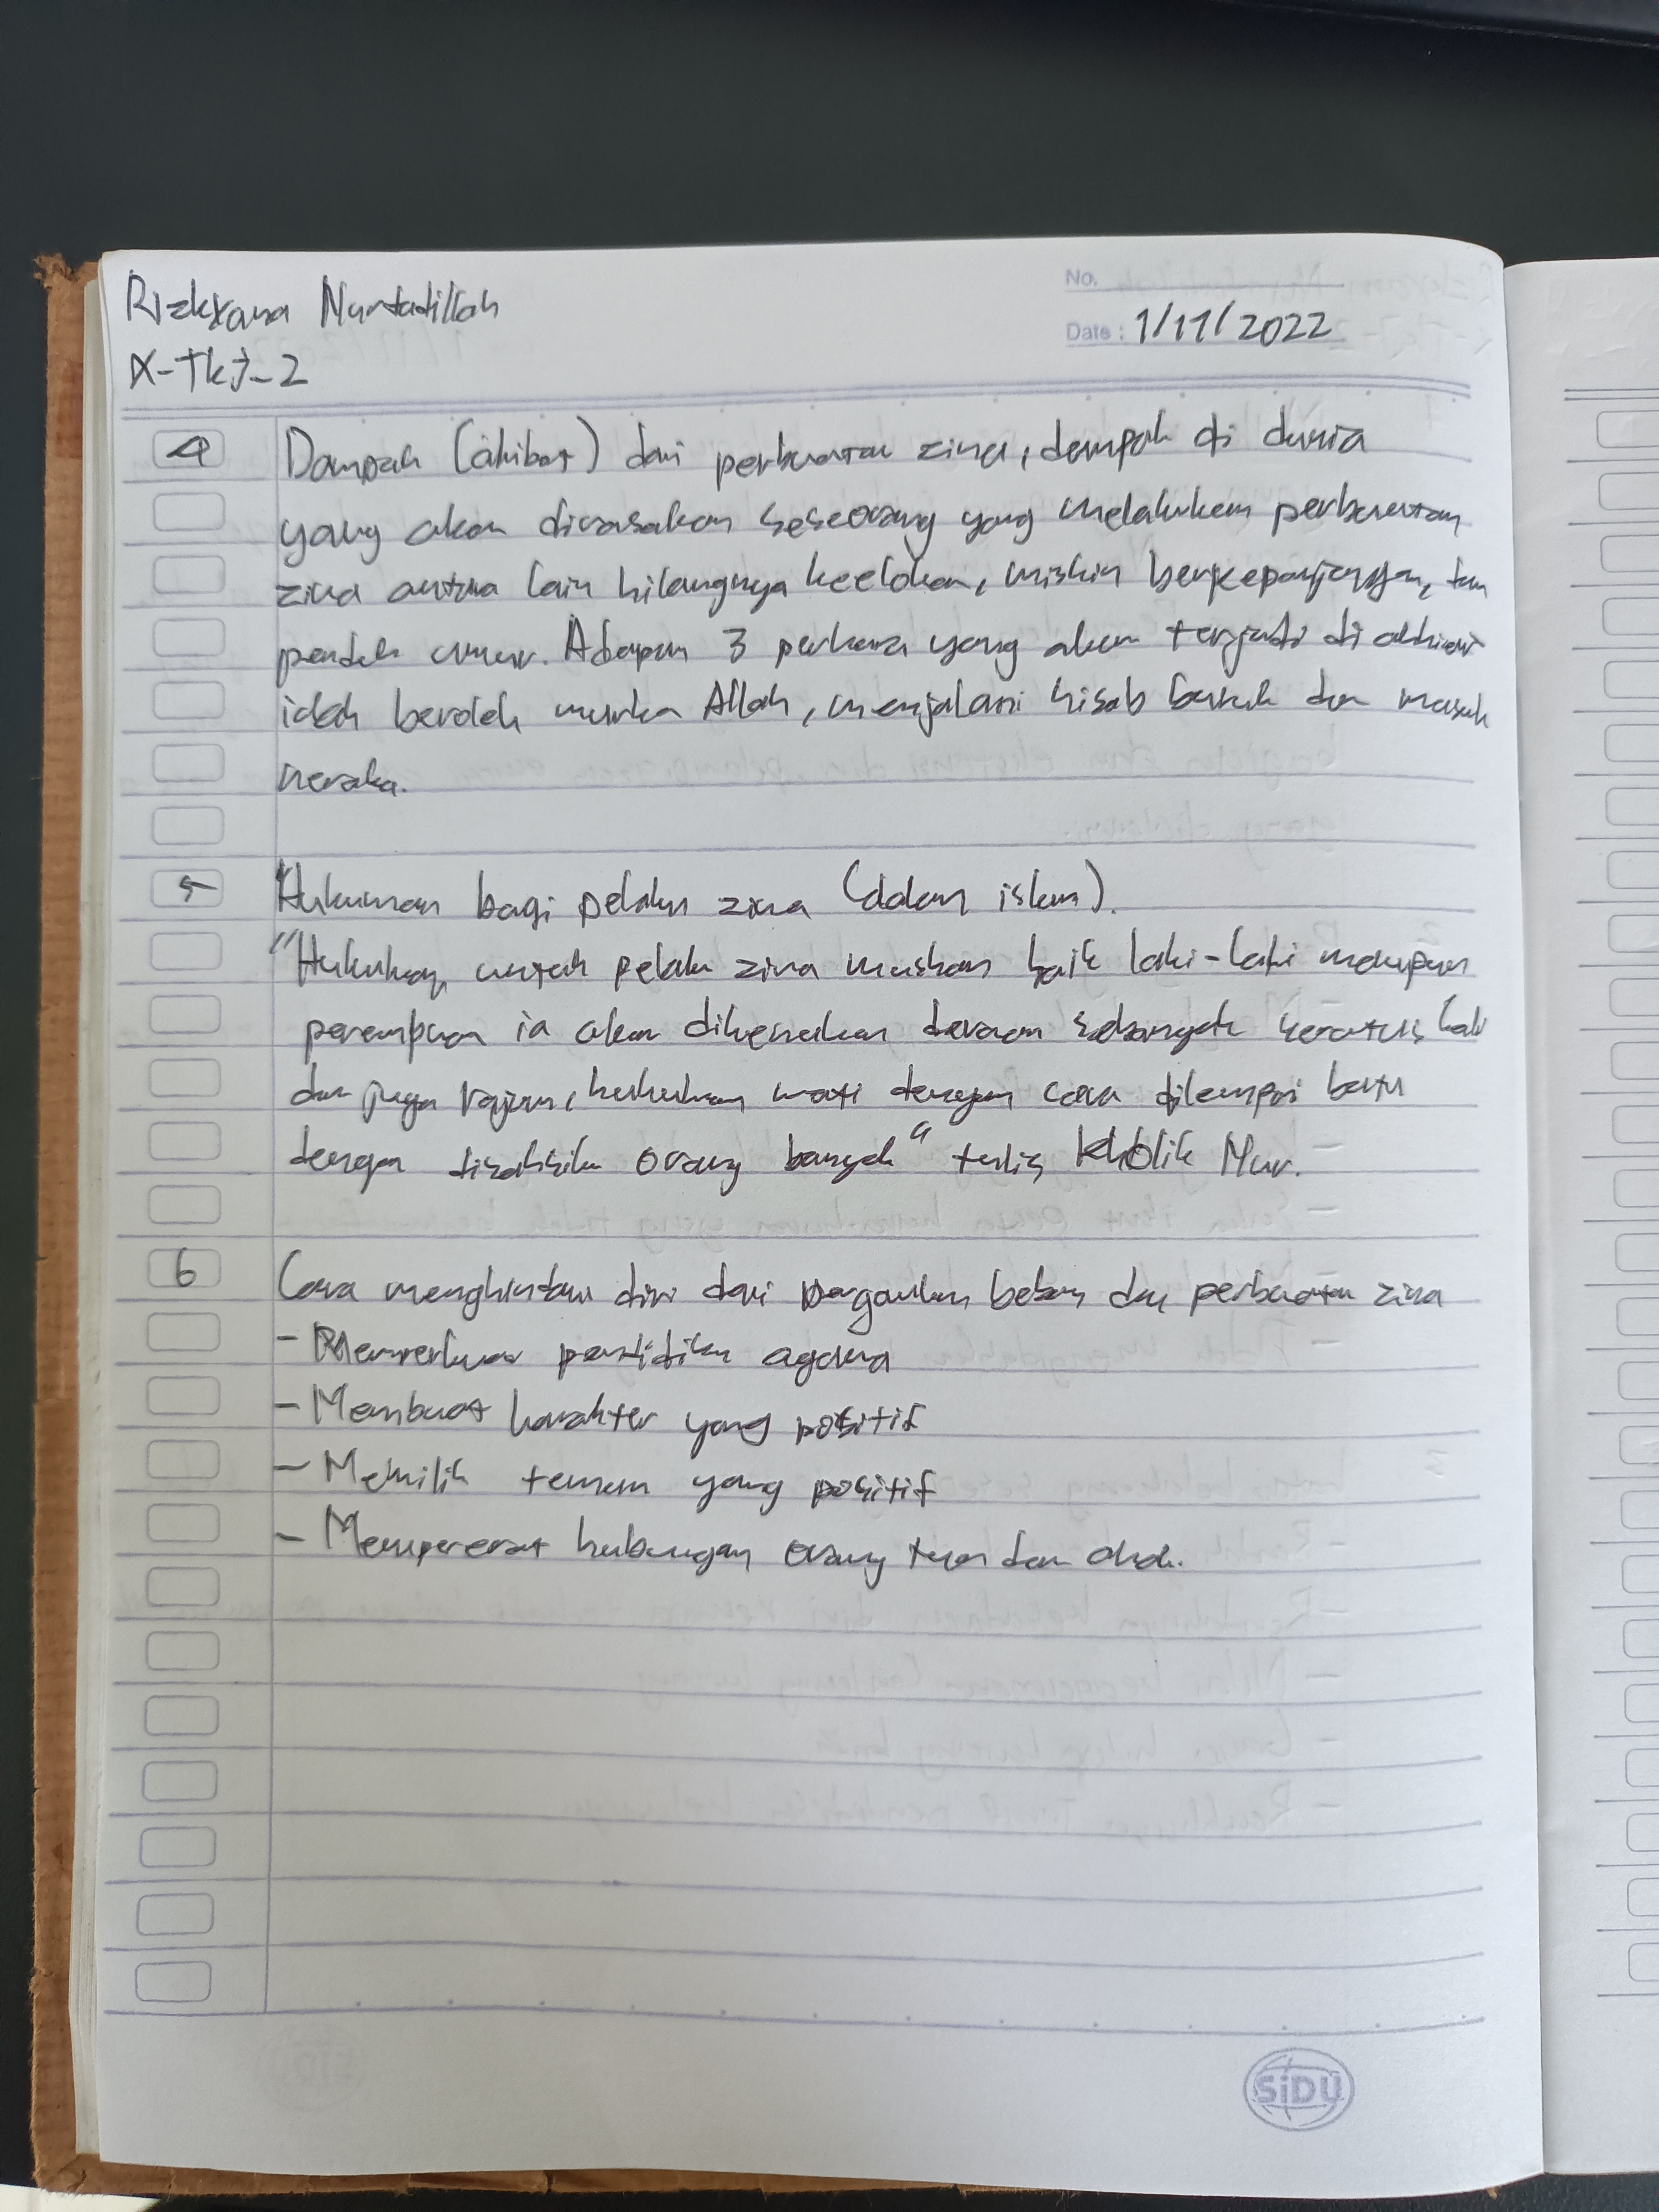 No.
Rizkyana Nurfadillah
Date : 1/11/2022
X-TKJ-2
4 Dampak (akibat) dari perbuatan zina, dampak di dunia
yang akan dirasakan seseorang yang melakukan perbuatan
zina antara lain hilangnya keelokan, miskin berkepanjangan, dan
pendek umur. Adapun 3 perkara yang akan terjadi di akhirat
ialah beroleh murka Allah, menjalani hisab buruk dan masuk
neraka.
5 Hukuman bagi pelaku zina (dalam islam).
"Hukuman untuk pelaku zina mushan baik laki-laki maupun
perempuan ia akan dikenakan deraan sebanyak seratus kali
dan juga rajam, hukuman mati dengan cara dilempari batu
dengan disaksikan orang banyak" tulis Kholik Nur.
6 Cara menghindari diri dari pergaulan bebas dan perbuatan zina
- pendidikan agama
- Membuat karakter yang positif
- Memilih teman yang positif
- Mempererat hubungan orang tua dan anak.
SiDU